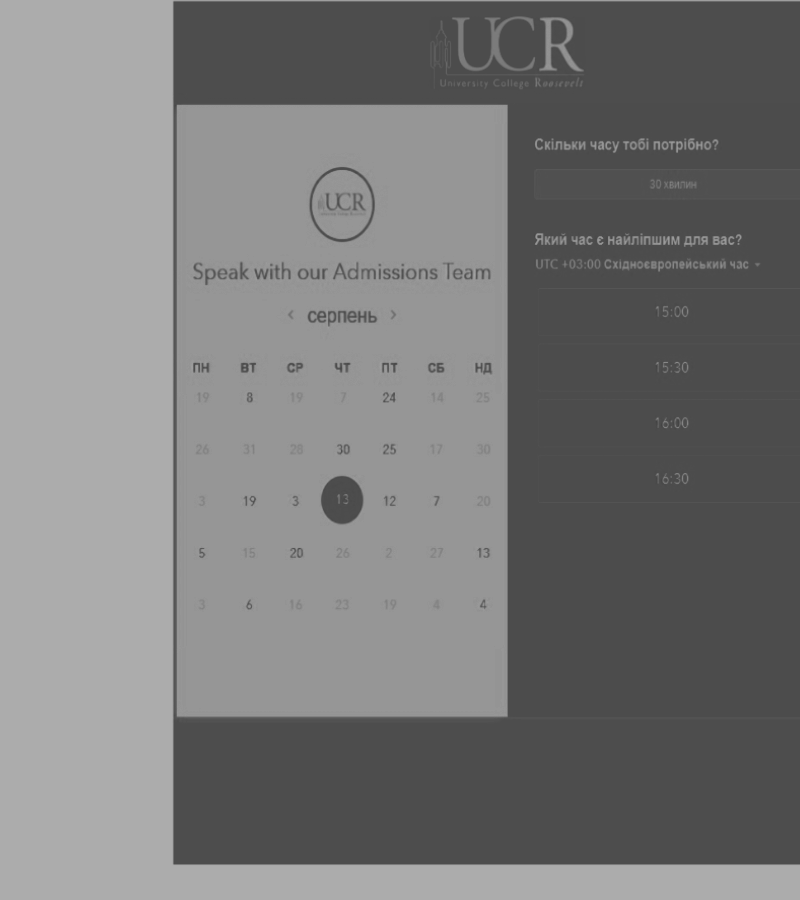 UCR
University College Roosevelt
UCR
Speak with our Admissions Team
‹ серпень ›
ПН ВТ СР ЧТ ПТ СБ НД
19 8 19 7 24 14 25
26 31 28 30 25 17 30
3 19 3 13 12 7 20
5 15 20 26 2 27 13
3 6 16 23 19 4 4
Скільки часу тобі потрібно?
30 хвилин
Який час є найліпшим для вас?
UTC +03:00 Східноєвропейський час
15:00
15:30
16:00
16:30